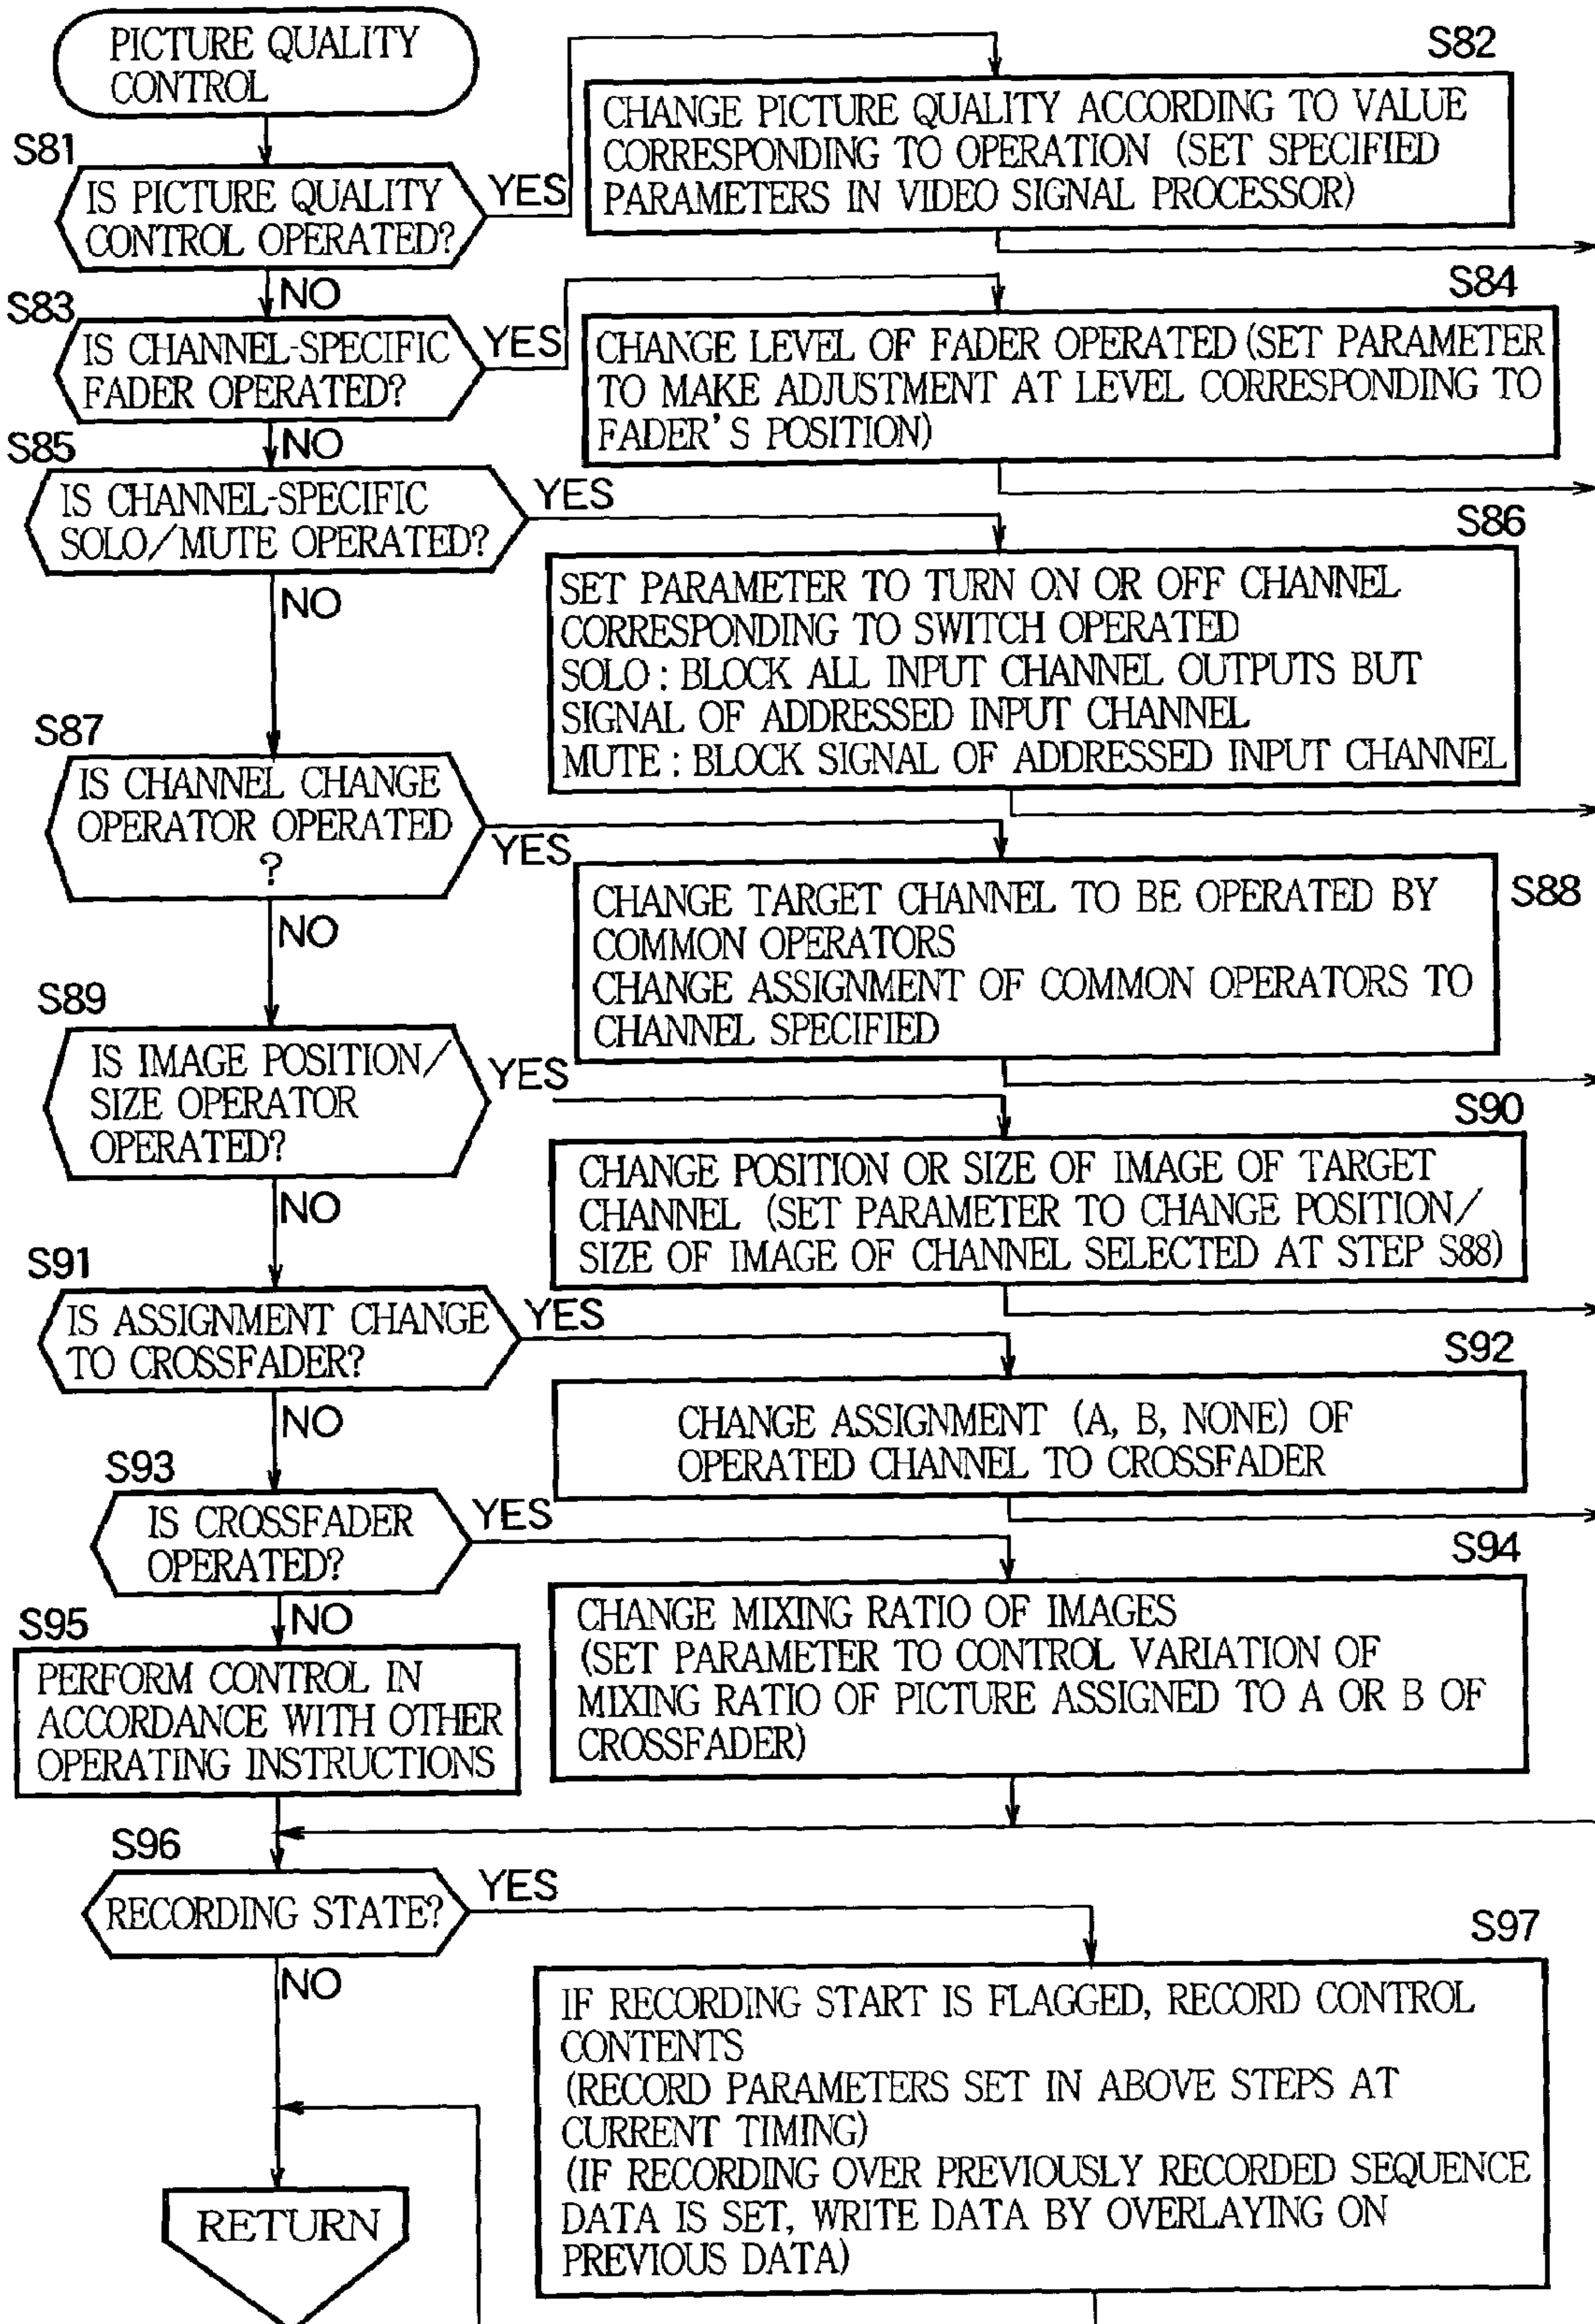 PICTURE QUALITY
CONTROL
S81
IS PICTURE QUALITY
CONTROL OPERATED?
YES
S82
CHANGE PICTURE QUALITY ACCORDING TO VALUE
CORRESPONDING TO OPERATION (SET SPECIFIED
PARAMETERS IN VIDEO SIGNAL PROCESSOR)
NO
S83
IS CHANNEL-SPECIFIC
FADER OPERATED?
YES
S84
CHANGE LEVEL OF FADER OPERATED (SET PARAMETER
TO MAKE ADJUSTMENT AT LEVEL CORRESPONDING TO
FADER'S POSITION)
NO
S85
IS CHANNEL-SPECIFIC
SOLO/MUTE OPERATED?
YES
S86
SET PARAMETER TO TURN ON OR OFF CHANNEL
CORRESPONDING TO SWITCH OPERATED
SOLO : BLOCK ALL INPUT CHANNEL OUTPUTS BUT
SIGNAL OF ADDRESSED INPUT CHANNEL
MUTE : BLOCK SIGNAL OF ADDRESSED INPUT CHANNEL
NO
S87
IS CHANNEL CHANGE
OPERATOR OPERATED
?
YES
S88
CHANGE TARGET CHANNEL TO BE OPERATED BY
COMMON OPERATORS
CHANGE ASSIGNMENT OF COMMON OPERATORS TO
CHANNEL SPECIFIED
NO
S89
IS IMAGE POSITION/
SIZE OPERATOR
OPERATED?
YES
S90
CHANGE POSITION OR SIZE OF IMAGE OF TARGET
CHANNEL (SET PARAMETER TO CHANGE POSITION/
SIZE OF IMAGE OF CHANNEL SELECTED AT STEP S88)
NO
S91
IS ASSIGNMENT CHANGE
TO CROSSFADER?
YES
S92
CHANGE ASSIGNMENT (A, B, NONE) OF
OPERATED CHANNEL TO CROSSFADER
NO
S93
IS CROSSFADER
OPERATED?
YES
S94
CHANGE MIXING RATIO OF IMAGES
(SET PARAMETER TO CONTROL VARIATION OF
MIXING RATIO OF PICTURE ASSIGNED TO A OR B OF
CROSSFADER)
NO
S95
PERFORM CONTROL IN
ACCORDANCE WITH OTHER
OPERATING INSTRUCTIONS
S96
RECORDING STATE?
YES
S97
IF RECORDING START IS FLAGGED, RECORD CONTROL
CONTENTS
(RECORD PARAMETERS SET IN ABOVE STEPS AT
CURRENT TIMING)
(IF RECORDING OVER PREVIOUSLY RECORDED SEQUENCE
DATA IS SET, WRITE DATA BY OVERLAYING ON
PREVIOUS DATA)
NO
RETURN